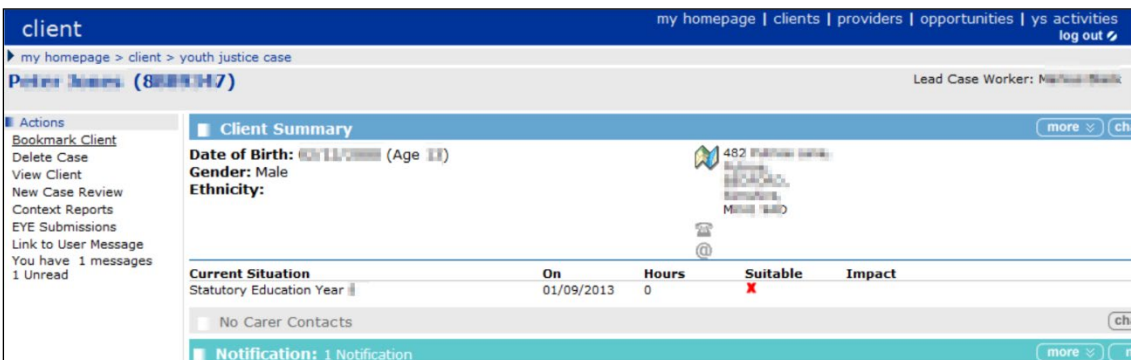 client
my homepage | clients | providers | opportunities | ys activities
log out
my homepage > client > youth justice case
Lead Case Worker:
Actions
Bookmark Client
Delete Case
View Client
New Case Review
Context Reports
EYE Submissions
Link to User Message
You have 1 messages
1 Unread
Client Summary
more
Date of Birth: (Age )
Gender: Male
Ethnicity:
482
Current Situation On Hours Suitable Impact
Statutory Education Year 01/09/2013 0 X
No Carer Contacts
Notification: 1 Notification
more